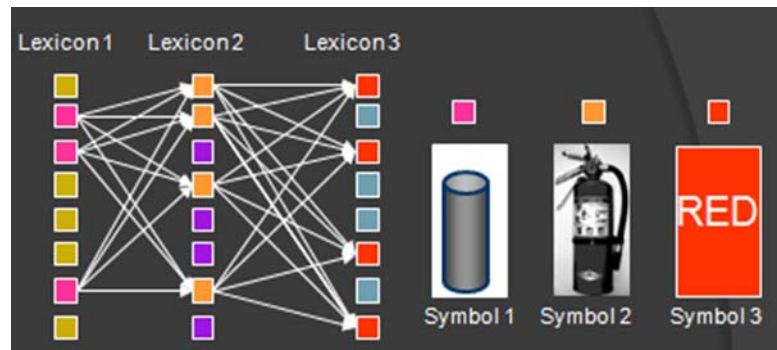 Lexicon 1
Lexicon 2
Lexicon 3
RED
Symbol 1
Symbol 2
Symbol 3